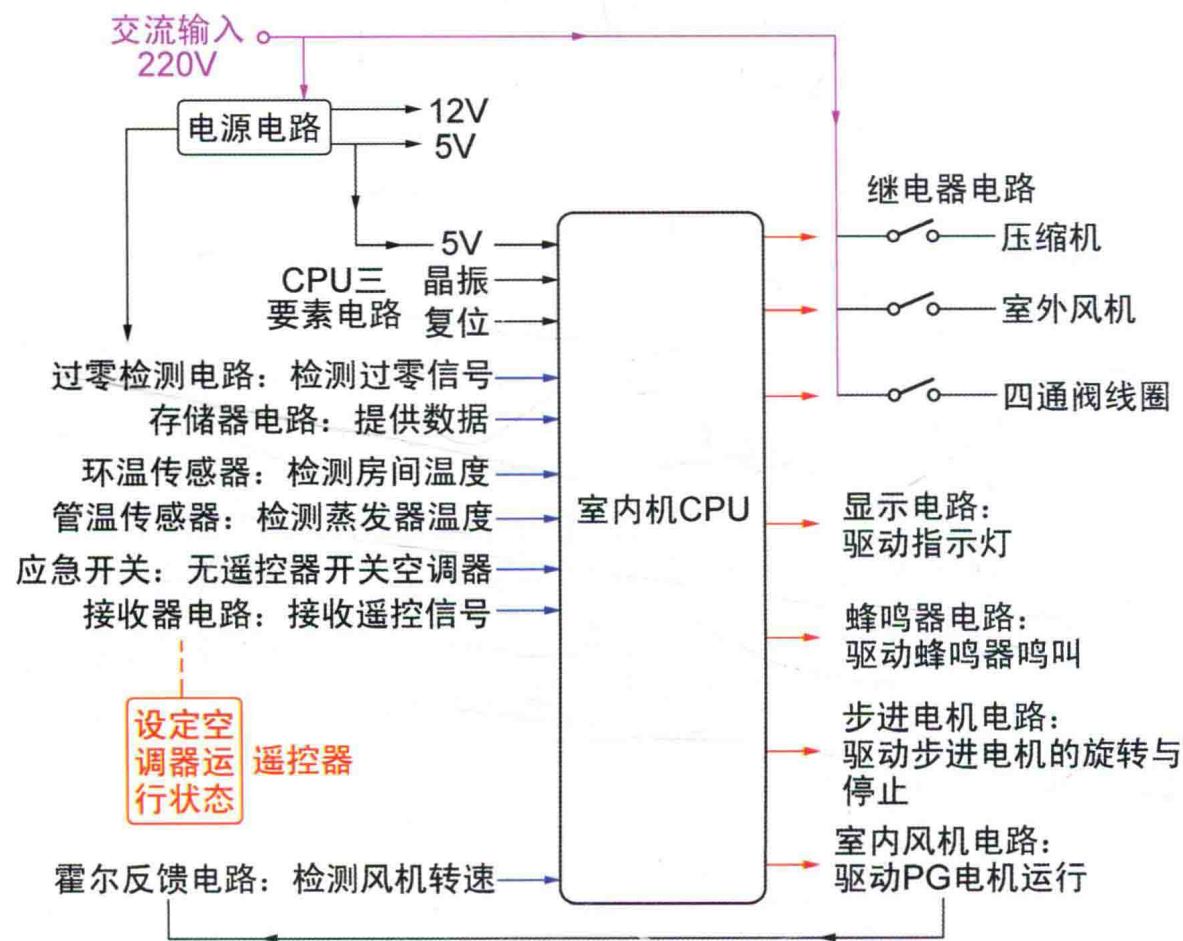 交流输入
220V
电源电路
12V
5V
继电器电路
压缩机
室外风机
四通阀线圈
5V
CPU三
要素电路
晶振
复位
过零检测电路：检测过零信号
存储器电路：提供数据
环温传感器：检测房间温度
管温传感器：检测蒸发器温度
应急开关：无遥控器开关空调器
接收器电路：接收遥控信号
设定空
调器运
行状态
遥控器
霍尔反馈电路：检测风机转速
室内机CPU
显示电路：
驱动指示灯
蜂鸣器电路：
驱动蜂鸣器鸣叫
步进电机电路：
驱动步进电机的旋转与
停止
室内风机电路：
驱动PG电机运行